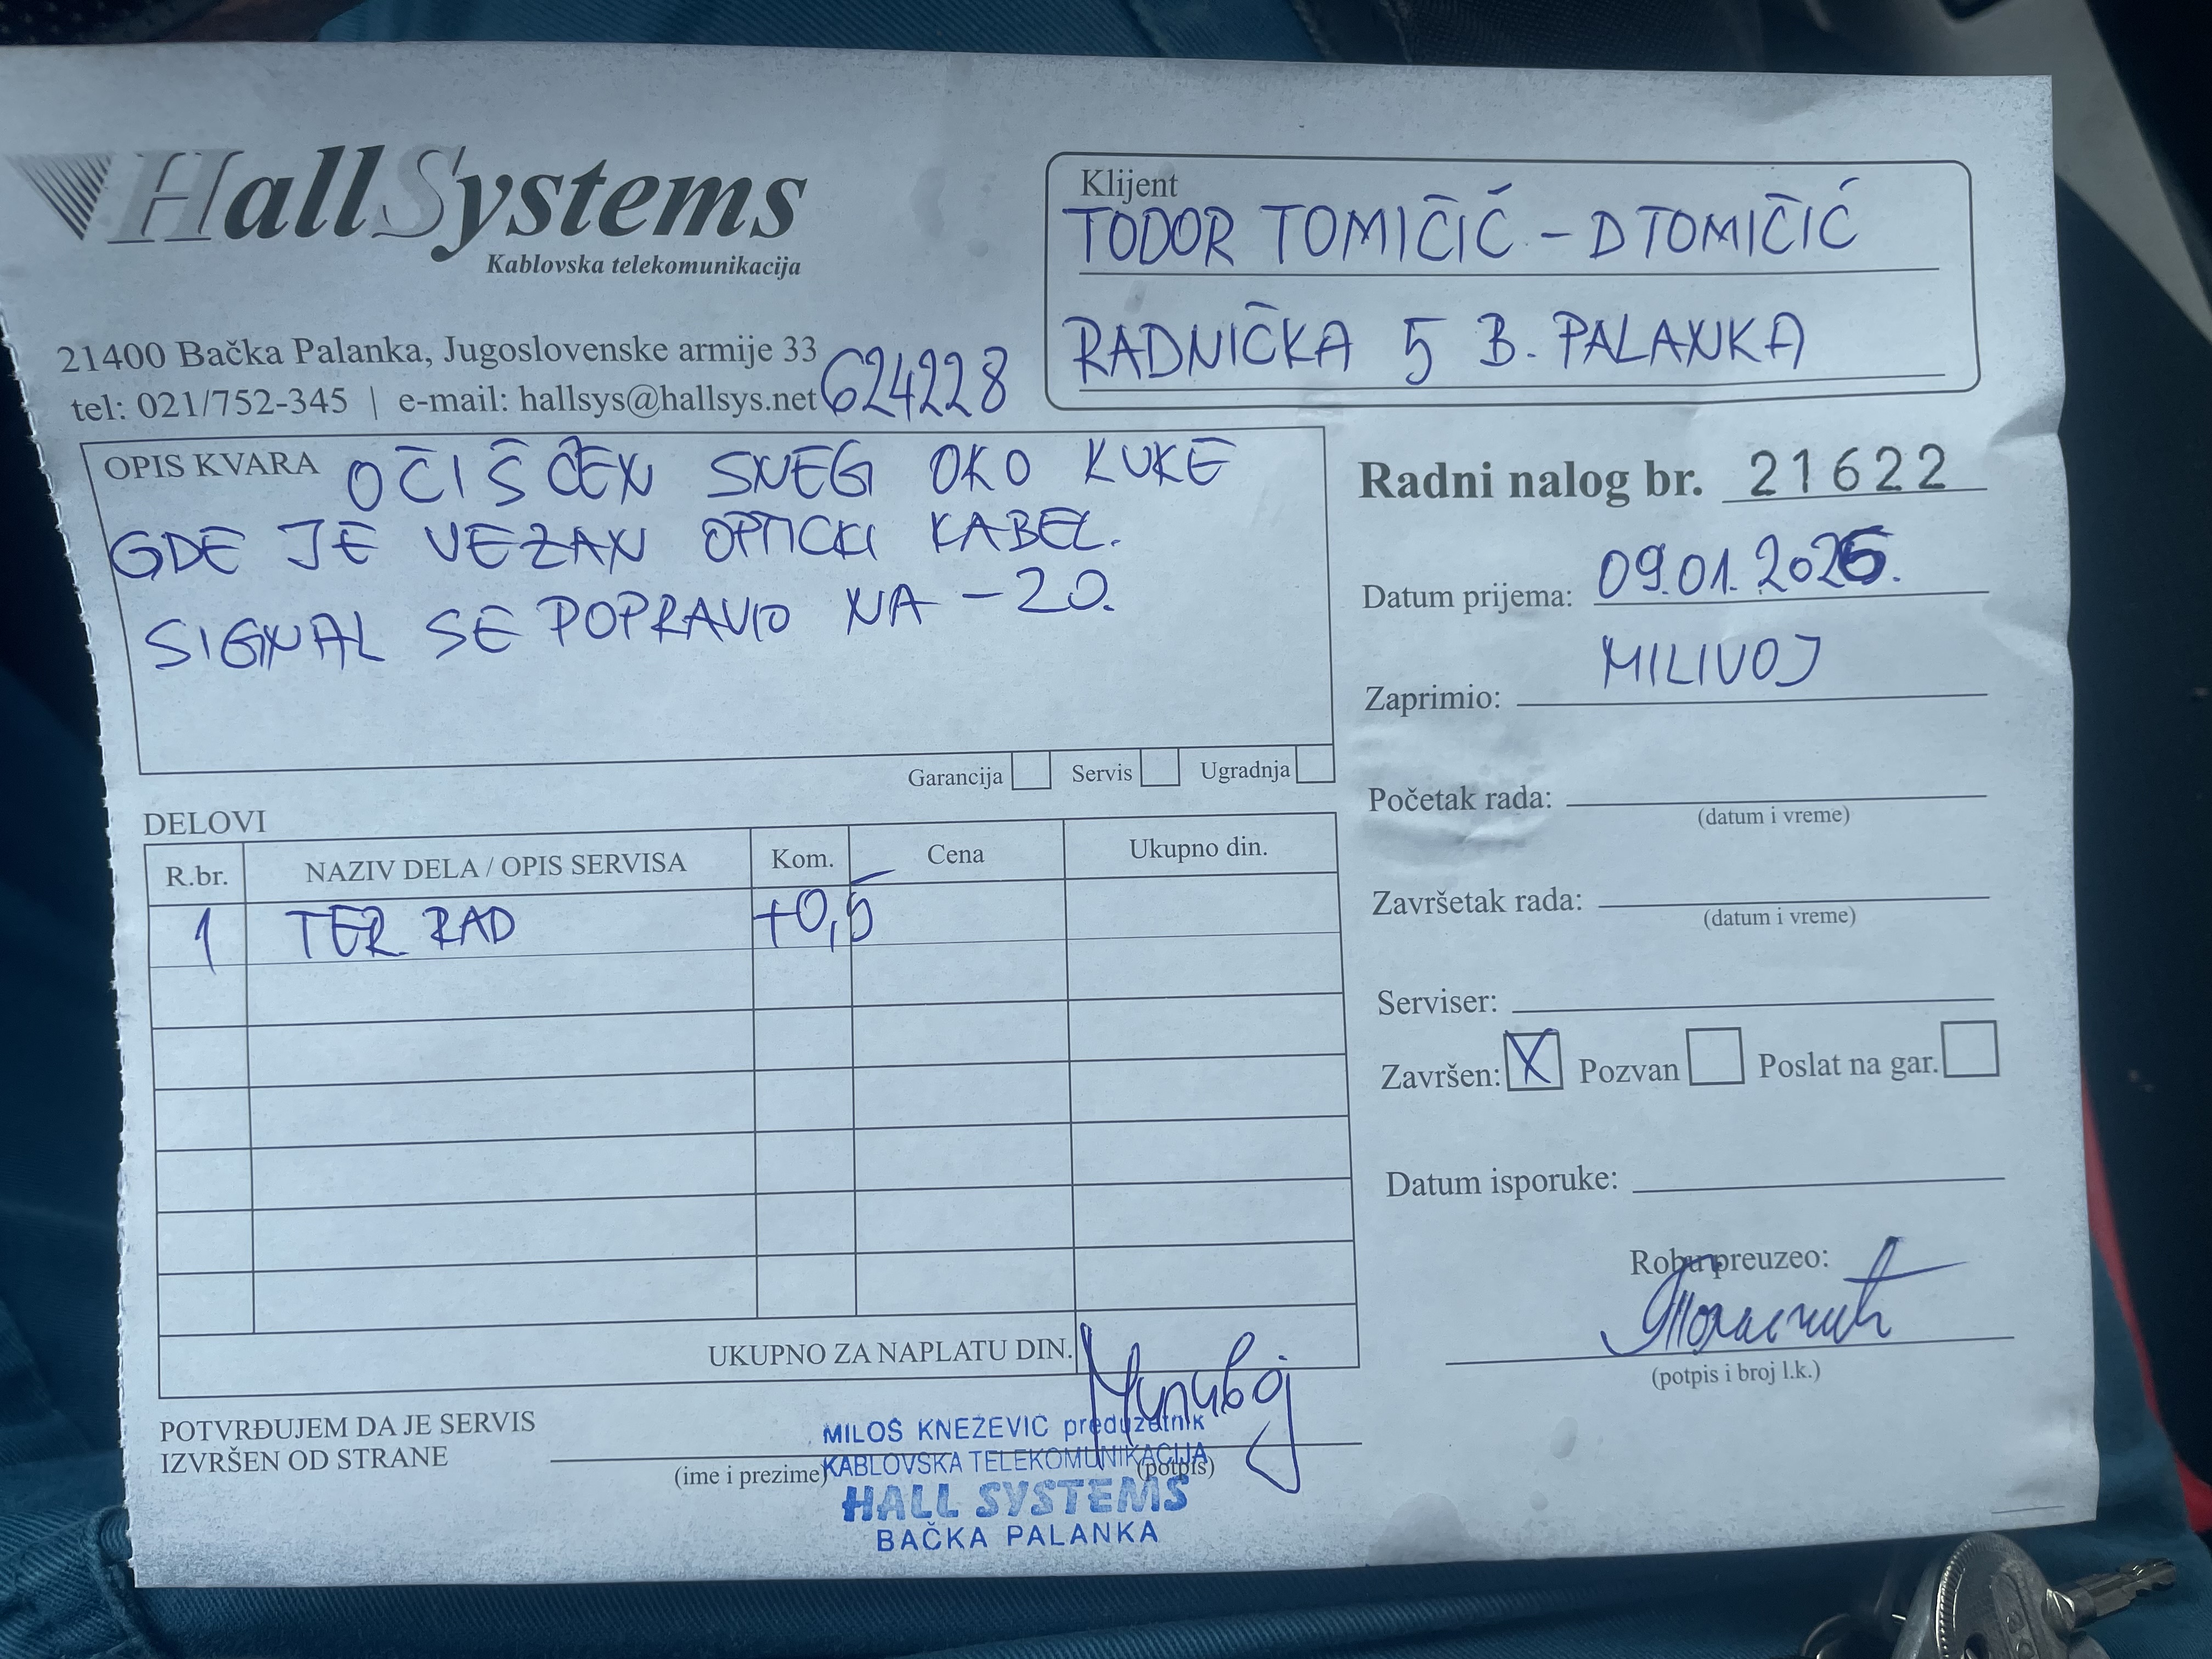 HallSystems
Kablovska telekomunikacija
21400 Bačka Palanka, Jugoslovenske armije 33
tel: 021/752-345 | e-mail: hallsys@hallsys.net
624228
Klijent
TODOR TOMIČIĆ - DTOMIČIĆ
RADNIČKA 5 B. PALANKA
OPIS KVARA OČIŠČEN SNEG OKO KUKE
GDE JE VEZAN OPTICKI KABEL.
SIGNAL SE POPRAVIO NA -20.
Garancija Servis Ugradnja
Radni nalog br. 21622
Datum prijema: 09.01.2026.
Zaprimio: MILIVOJ
Početak rada:
(datum i vreme)
Završetak rada:
(datum i vreme)
Serviser:
Završen: X Pozvan Poslat na gar.
Datum isporuke:
Robu preuzeo:
(potpis i broj l.k.)
DELOVI
R.br. NAZIV DELA / OPIS SERVISA Kom. Cena Ukupno din.
1 TER. RAD +0,5
UKUPNO ZA NAPLATU DIN.
POTVRĐUJEM DA JE SERVIS
IZVRŠEN OD STRANE
(ime i prezime) (potpis)
Миливој
MILOŠ KNEŽEVIĆ preduzetnik
KABLOVSKA TELEKOMUNIKACIJA
HALL SYSTEMS
BAČKA PALANKA